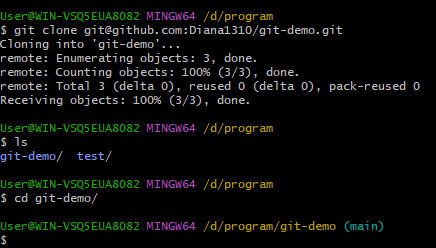 User@WIN-VSQ5EUA8082 MINGW64 /d/program
$ git clone git@github.com:Diana1310/git-demo.git
Cloning into 'git-demo'...
remote: Enumerating objects: 3, done.
remote: Counting objects: 100% (3/3), done.
remote: Total 3 (delta 0), reused 0 (delta 0), pack-reused 0
Receiving objects: 100% (3/3), done.
User@WIN-VSQ5EUA8082 MINGW64 /d/program
$ ls
git-demo/  test/
User@WIN-VSQ5EUA8082 MINGW64 /d/program
$ cd git-demo/
User@WIN-VSQ5EUA8082 MINGW64 /d/program/git-demo (main)
$